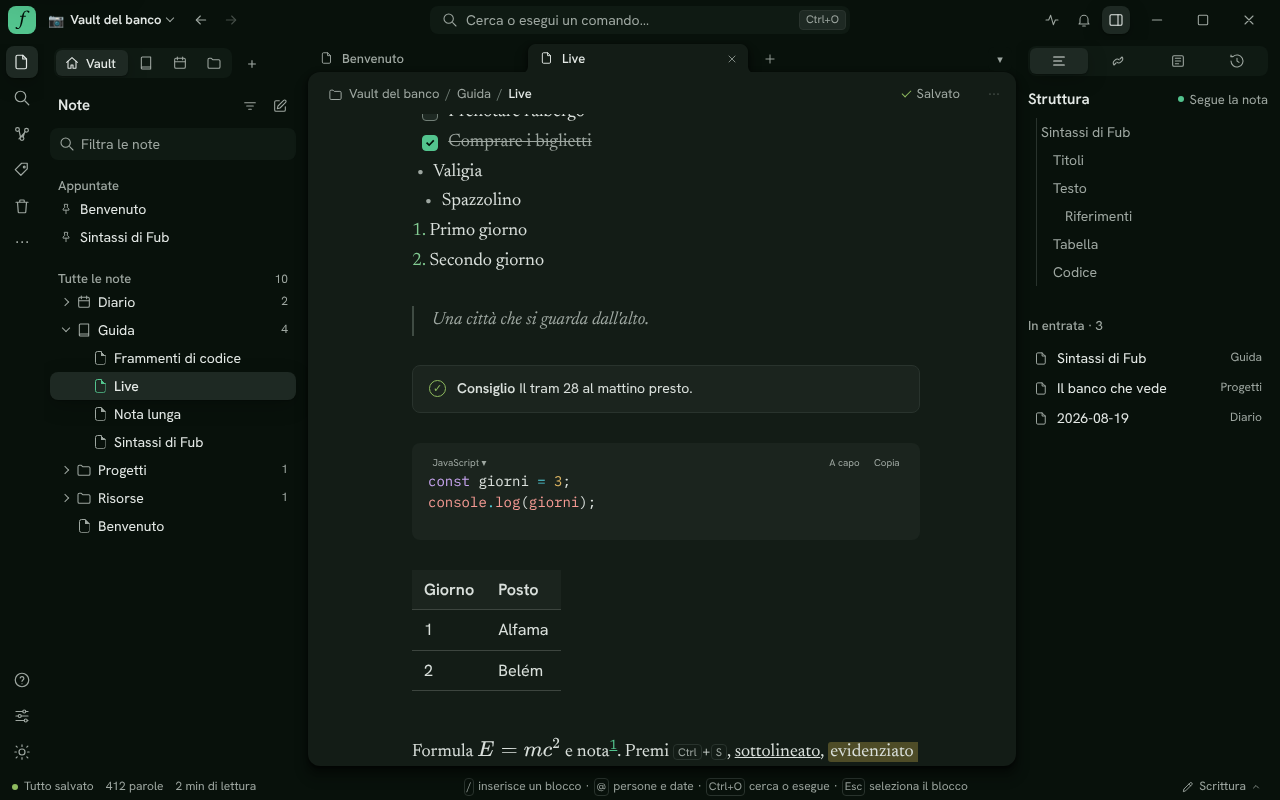 Vault del banco
Cerca o esegui un comando...
Ctrl+O
Vault
Benvenuto
Live
Note
Filtra le note
Appuntate
Benvenuto
Sintassi di Fub
Tutte le note 10
Diario 2
Guida 4
Frammenti di codice
Live
Nota lunga
Sintassi di Fub
Progetti 1
Risorse 1
Benvenuto
Vault del banco / Guida / Live
Salvato
Prenotare l'albergo
Comprare i biglietti
• Valigia
• Spazzolino
1. Primo giorno
2. Secondo giorno
Una città che si guarda dall'alto.
Consiglio Il tram 28 al mattino presto.
JavaScript ▾ A capo Copia
const giorni = 3;
console.log(giorni);
Giorno Posto
1 Alfama
2 Belém
Formula E = mc² e nota¹. Premi Ctrl+S, sottolineato, evidenziato
Struttura
Segue la nota
Sintassi di Fub
Titoli
Testo
Riferimenti
Tabella
Codice
In entrata · 3
Sintassi di Fub Guida
Il banco che vede Progetti
2026-08-19 Diario
Tutto salvato 412 parole 2 min di lettura
/ inserisce un blocco · @ persone e date · Ctrl+O cerca o esegue · Esc seleziona il blocco
Scrittura